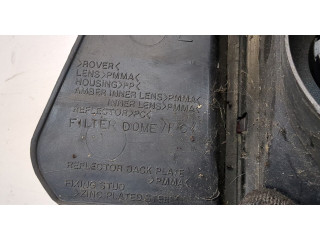 >ROVER<
LENS>PMMA<
HOUSING>PP<
AMBER INNER LENS>PMMA<
INNER LENS>PMMA<
REFLECTOR>PC<
FILTER DOME/
REFLECTOR BACK PLATE
>PMMA<
FIXING STUD
>ZINC PLATED STEEL<